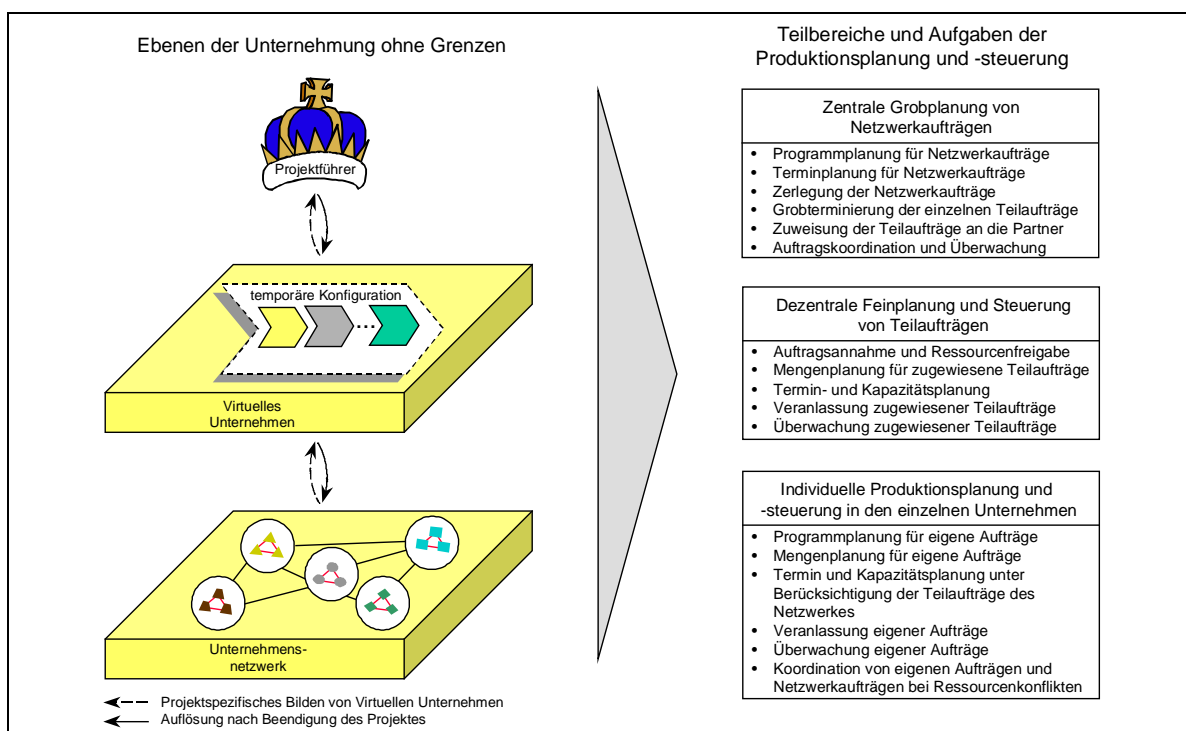 Ebenen der Unternehmung ohne Grenzen
Projektführer
temporäre Konfiguration
...
Virtuelles
Unternehmen
Unternehmens-
netzwerk
Projektspezifisches Bilden von Virtuellen Unternehmen
Auflösung nach Beendigung des Projektes
Teilbereiche und Aufgaben der
Produktionsplanung und -steuerung
Zentrale Grobplanung von
Netzwerkaufträgen
• Programmplanung für Netzwerkaufträge
• Terminplanung für Netzwerkaufträge
• Zerlegung der Netzwerkaufträge
• Grobterminierung der einzelnen Teilaufträge
• Zuweisung der Teilaufträge an die Partner
• Auftragskoordination und Überwachung
Dezentrale Feinplanung und Steuerung
von Teilaufträgen
• Auftragsannahme und Ressourcenfreigabe
• Mengenplanung für zugewiesene Teilaufträge
• Termin- und Kapazitätsplanung
• Veranlassung zugewiesener Teilaufträge
• Überwachung zugewiesener Teilaufträge
Individuelle Produktionsplanung und
-steuerung in den einzelnen Unternehmen
• Programmplanung für eigene Aufträge
• Mengenplanung für eigene Aufträge
• Termin und Kapazitätsplanung unter
Berücksichtigung der Teilaufträge des
Netzwerkes
• Veranlassung eigener Aufträge
• Überwachung eigener Aufträge
• Koordination von eigenen Aufträgen und
Netzwerkaufträgen bei Ressourcenkonflikten